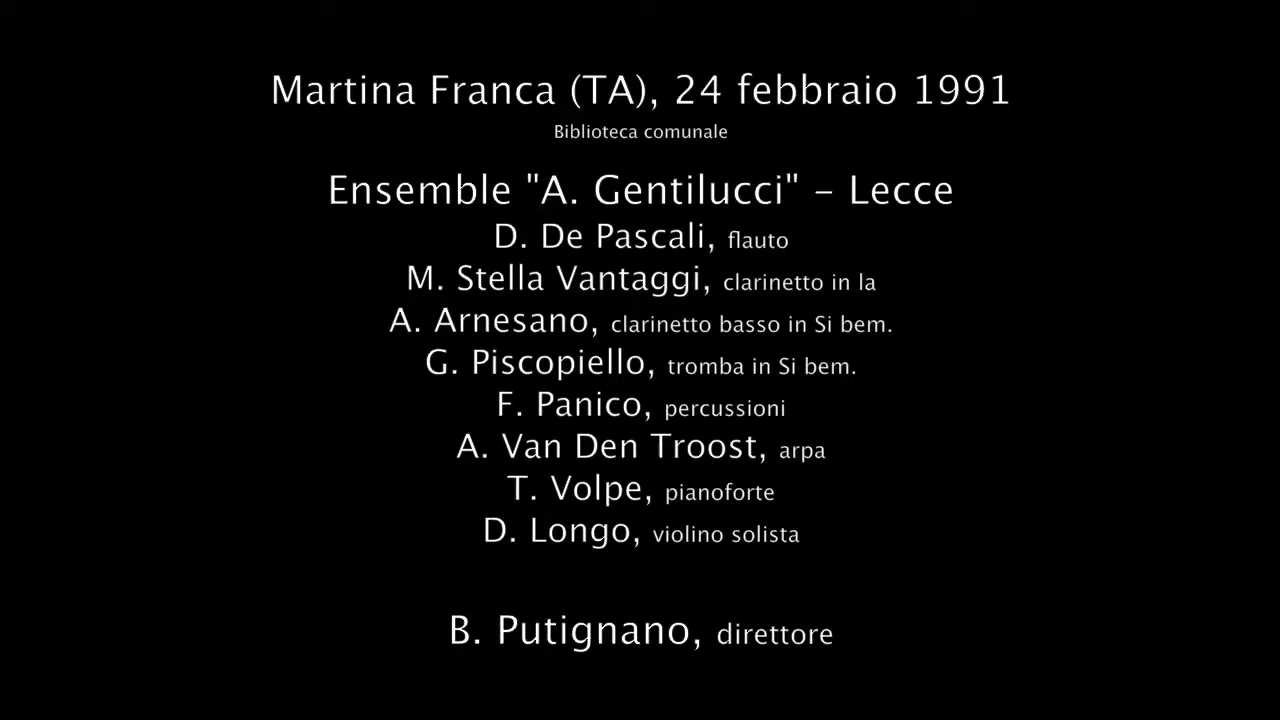 Martina Franca (TA), 24 febbraio 1991
Biblioteca comunale
Ensemble "A. Gentilucci" – Lecce
D. De Pascali, flauto
M. Stella Vantaggi, clarinetto in la
A. Arnesano, clarinetto basso in Si bem.
G. Piscopiello, tromba in Si bem.
F. Panico, percussioni
A. Van Den Troost, arpa
T. Volpe, pianoforte
D. Longo, violino solista
B. Putignano, direttore